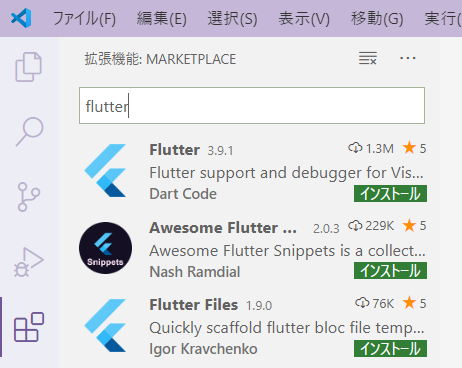 ファイル(F) 編集(E) 選択(S) 表示(V) 移動(G) 実行(
拡張機能: MARKETPLACE
flutter
Flutter 3.9.1 1.3M 5
Flutter support and debugger for Vis...
Dart Code インストール
Awesome Flutter ... 2.0.3 229K 5
Awesome Flutter Snippets is a collect...
Snippets
Nash Ramdial インストール
Flutter Files 1.9.0 76K 5
Quickly scaffold flutter bloc file temp...
Igor Kravchenko インストール